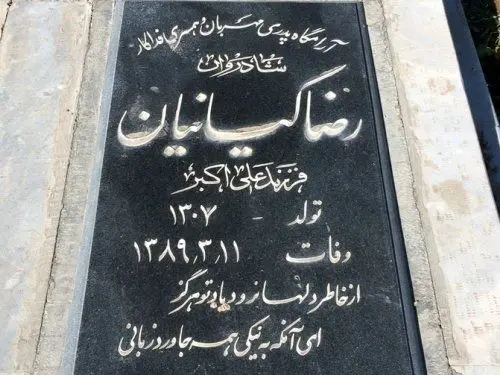 آرامگاه پدری مهربان و همسری فداکار
شادروان
رضا کیانیان
فرزند علی اکبر
تولد - ۱۳۰۷
وفات ۱۳۸۹٫۳٫۱۱
از خاطر دلها نرود یاد تو هرگز
ای آنکه به نیکی همه جا ورد زبانی